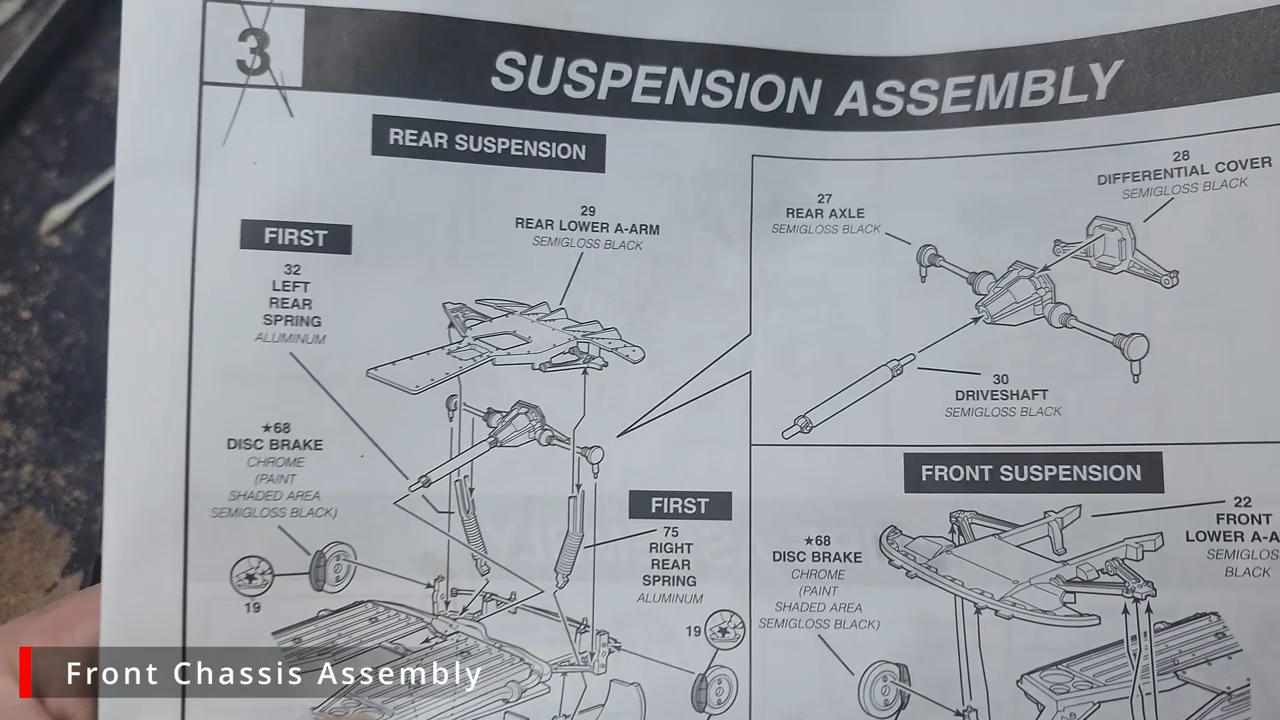 3
SUSPENSION ASSEMBLY
REAR SUSPENSION
FIRST
32
LEFT
REAR
SPRING
ALUMINUM
29
REAR LOWER A-ARM
SEMIGLOSS BLACK
★68
DISC BRAKE
CHROME
(PAINT
SHADED AREA
SEMIGLOSS BLACK)
19
FIRST
75
RIGHT
REAR
SPRING
ALUMINUM
19
27
REAR AXLE
SEMIGLOSS BLACK
28
DIFFERENTIAL COVER
SEMIGLOSS BLACK
30
DRIVESHAFT
SEMIGLOSS BLACK
FRONT SUSPENSION
22
FRONT
LOWER A-A
SEMIGLOS
BLACK
★68
DISC BRAKE
CHROME
(PAINT
SHADED AREA
SEMIGLOSS BLACK)
Front Chassis Assembly